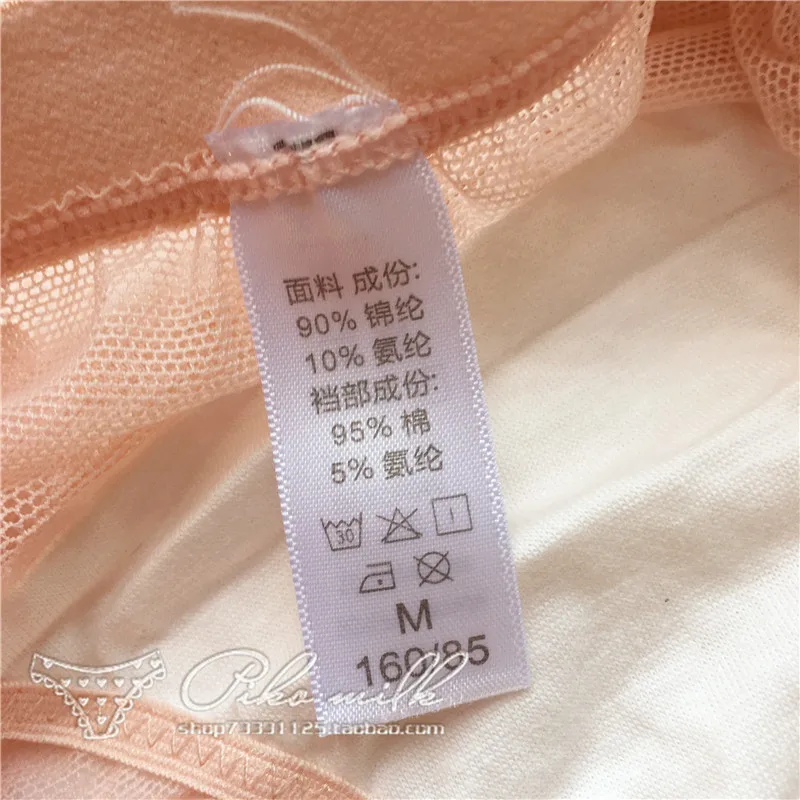 面料 成份:
90% 锦纶
10% 氨纶
裆部成份:
95% 棉
5% 氨纶
30
M
160/85
Piko milk
shop73331125.taobao.com